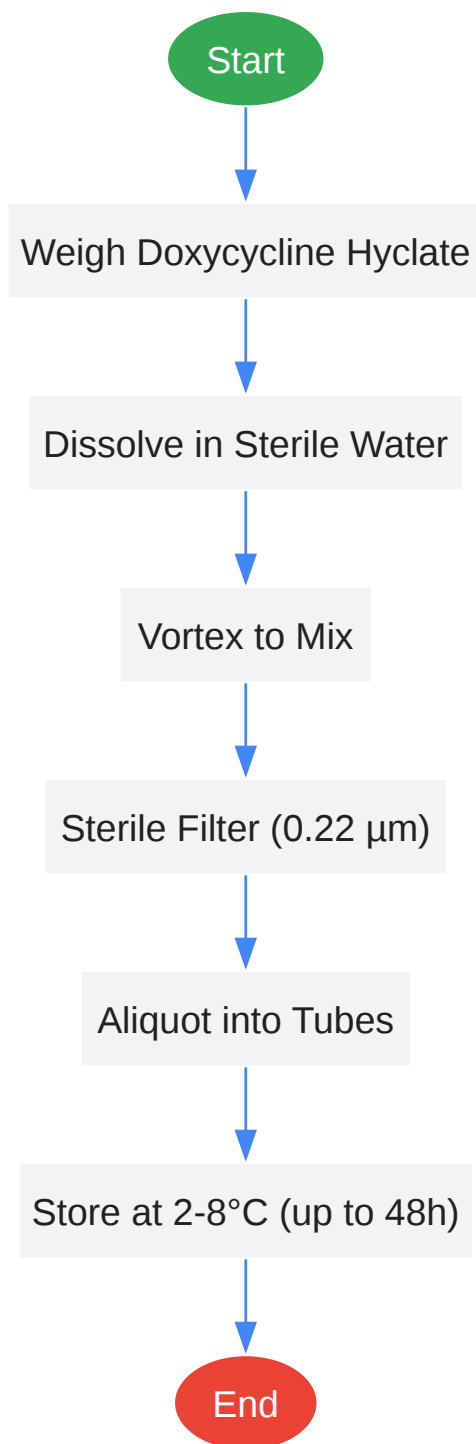 Start
Weigh Doxycycline Hyclate
Dissolve in Sterile Water
Vortex to Mix
Sterile Filter (0.22 µm)
Aliquot into Tubes
Store at 2-8°C (up to 48h)
End